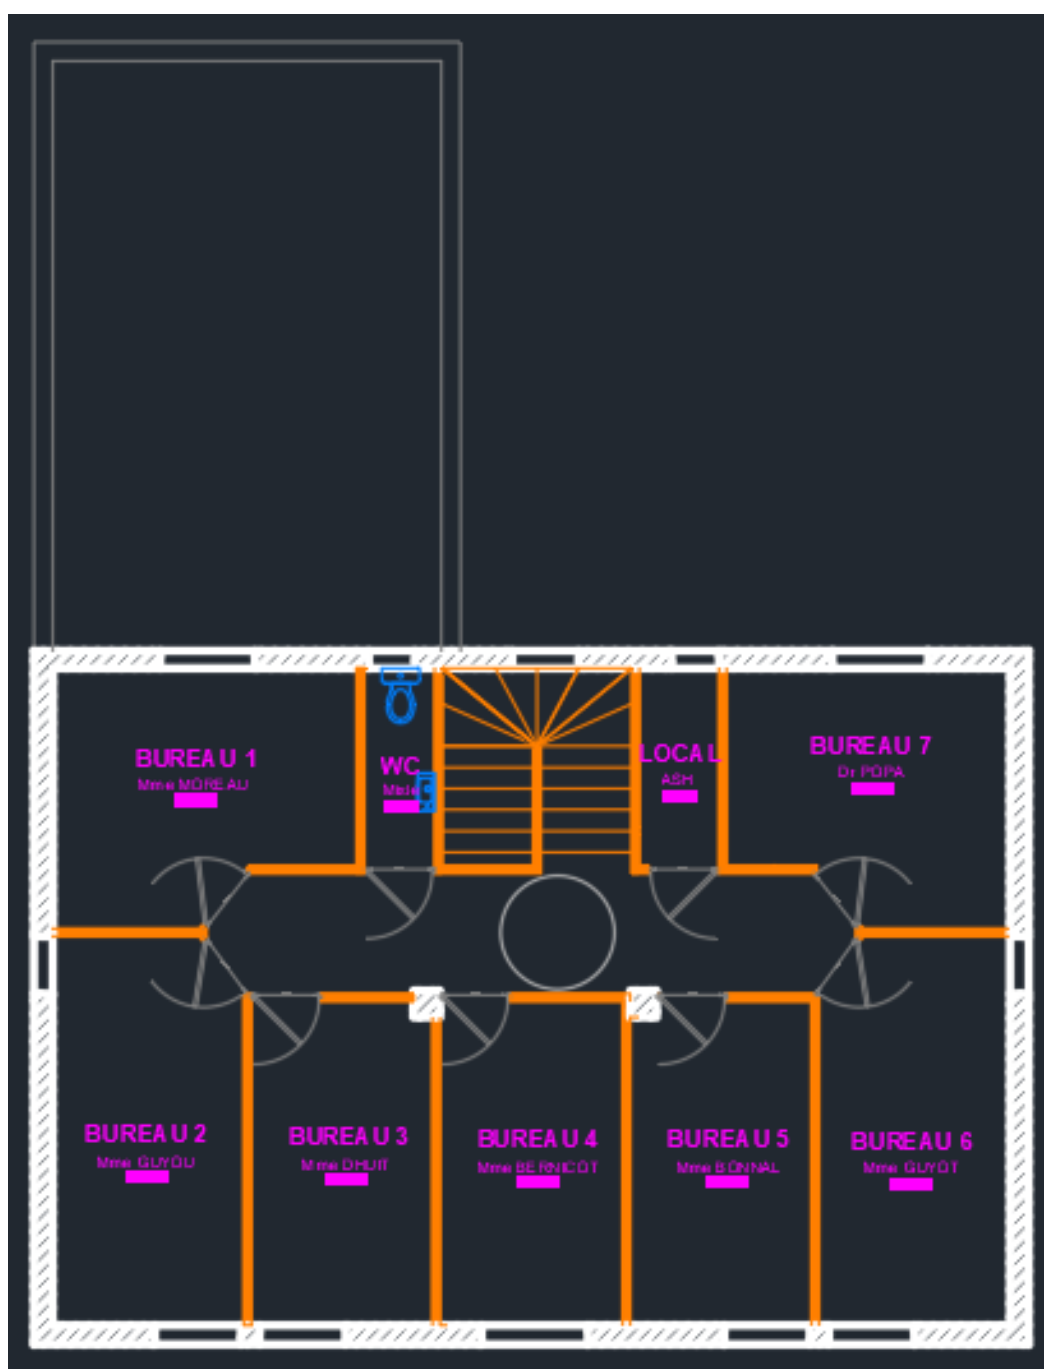 BUREAU 1
Mme MOREAU
WC
Mixte
LOCAL
ASH
BUREAU 7
Dr POPA
BUREAU 2
Mme GUYOU
BUREAU 3
Mme DHUIT
BUREAU 4
Mme BERNICOT
BUREAU 5
Mme BONNAL
BUREAU 6
Mme GUYOT